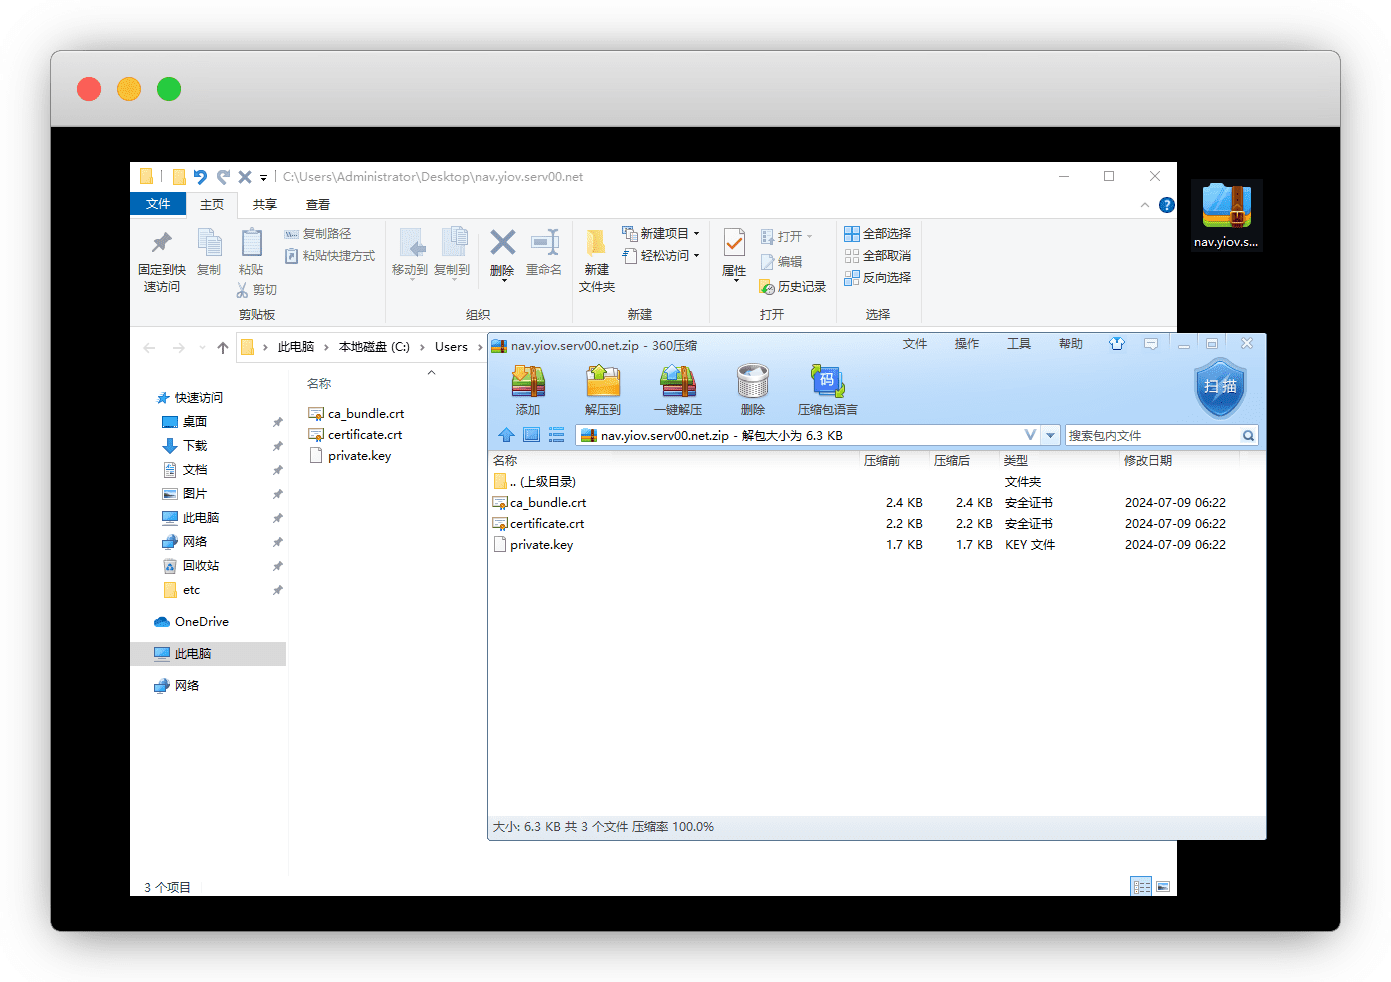 C:\Users\Administrator\Desktop\nav.yiov.serv00.net
文件 主页 共享 查看
固定到快速访问
复制
粘贴
复制路径
粘贴快捷方式
剪切
剪贴板
移动到
复制到
删除
重命名
组织
新建文件夹
新建项目
轻松访问
新建
属性
打开
编辑
历史记录
打开
全部选择
全部取消
反向选择
选择
nav.yiov.s...
此电脑 本地磁盘 (C:) Users
快速访问
桌面
下载
文档
图片
此电脑
网络
回收站
etc
OneDrive
此电脑
网络
名称
ca_bundle.crt
certificate.crt
private.key
3 个项目
nav.yiov.serv00.net.zip - 360压缩
文件 操作 工具 帮助
添加 解压到 一键解压 删除 压缩包语言
码
扫描
nav.yiov.serv00.net.zip - 解包大小为 6.3 KB
搜索包内文件
名称 压缩前 压缩后 类型 修改日期
.. (上级目录) 文件夹
ca_bundle.crt 2.4 KB 2.4 KB 安全证书 2024-07-09 06:22
certificate.crt 2.2 KB 2.2 KB 安全证书 2024-07-09 06:22
private.key 1.7 KB 1.7 KB KEY 文件 2024-07-09 06:22
大小: 6.3 KB 共 3 个文件 压缩率 100.0%